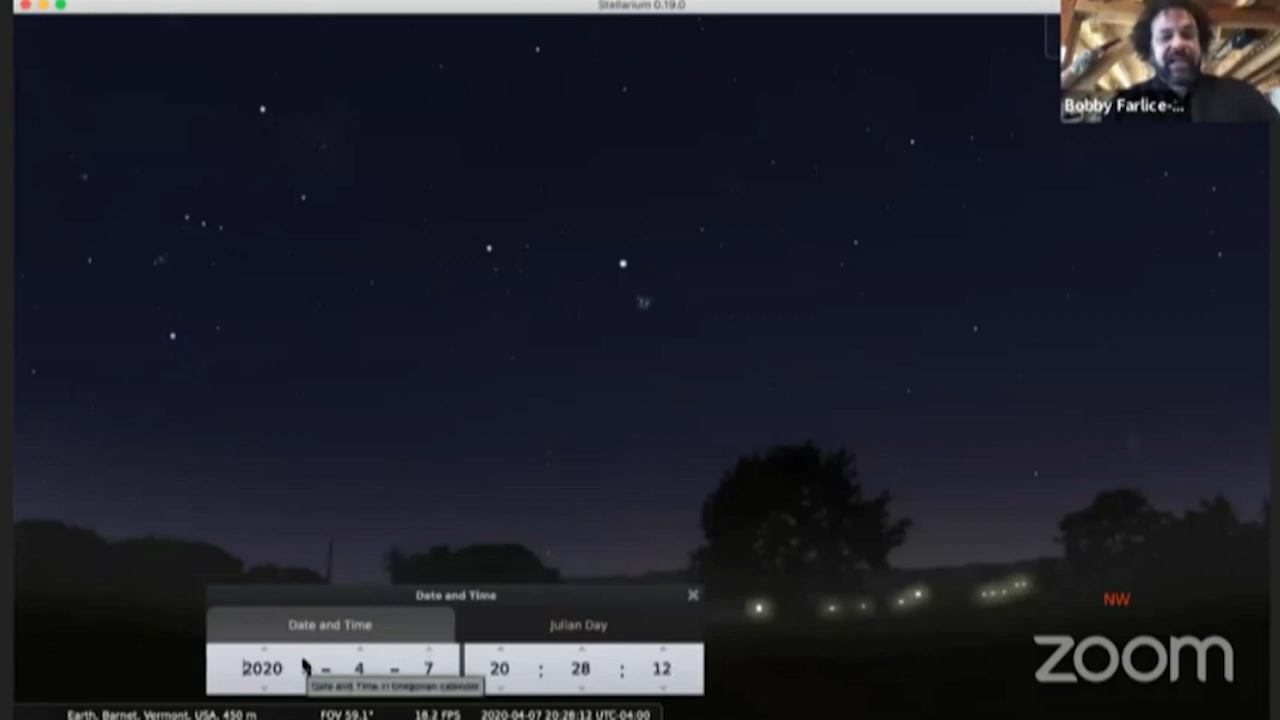 Stellarium 0.19.0
Bobby Farlice-...
Date and Time
Date and Time
Julian Day
2020 - 4 - 7 20 : 28 : 12
Date and Time in Gregorian calendar
NW
zoom
Earth, Barnet, Vermont, USA, 450 m FOV 59.1° 18.2 FPS 2020-04-07 20:28:12 UTC-04:00